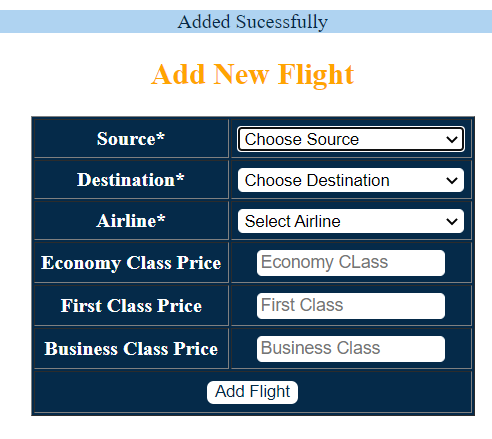 Added Sucessfully
Add New Flight
Source* Choose Source
Destination* Choose Destination
Airline* Select Airline
Economy Class Price Economy CLass
First Class Price First Class
Business Class Price Business Class
Add Flight